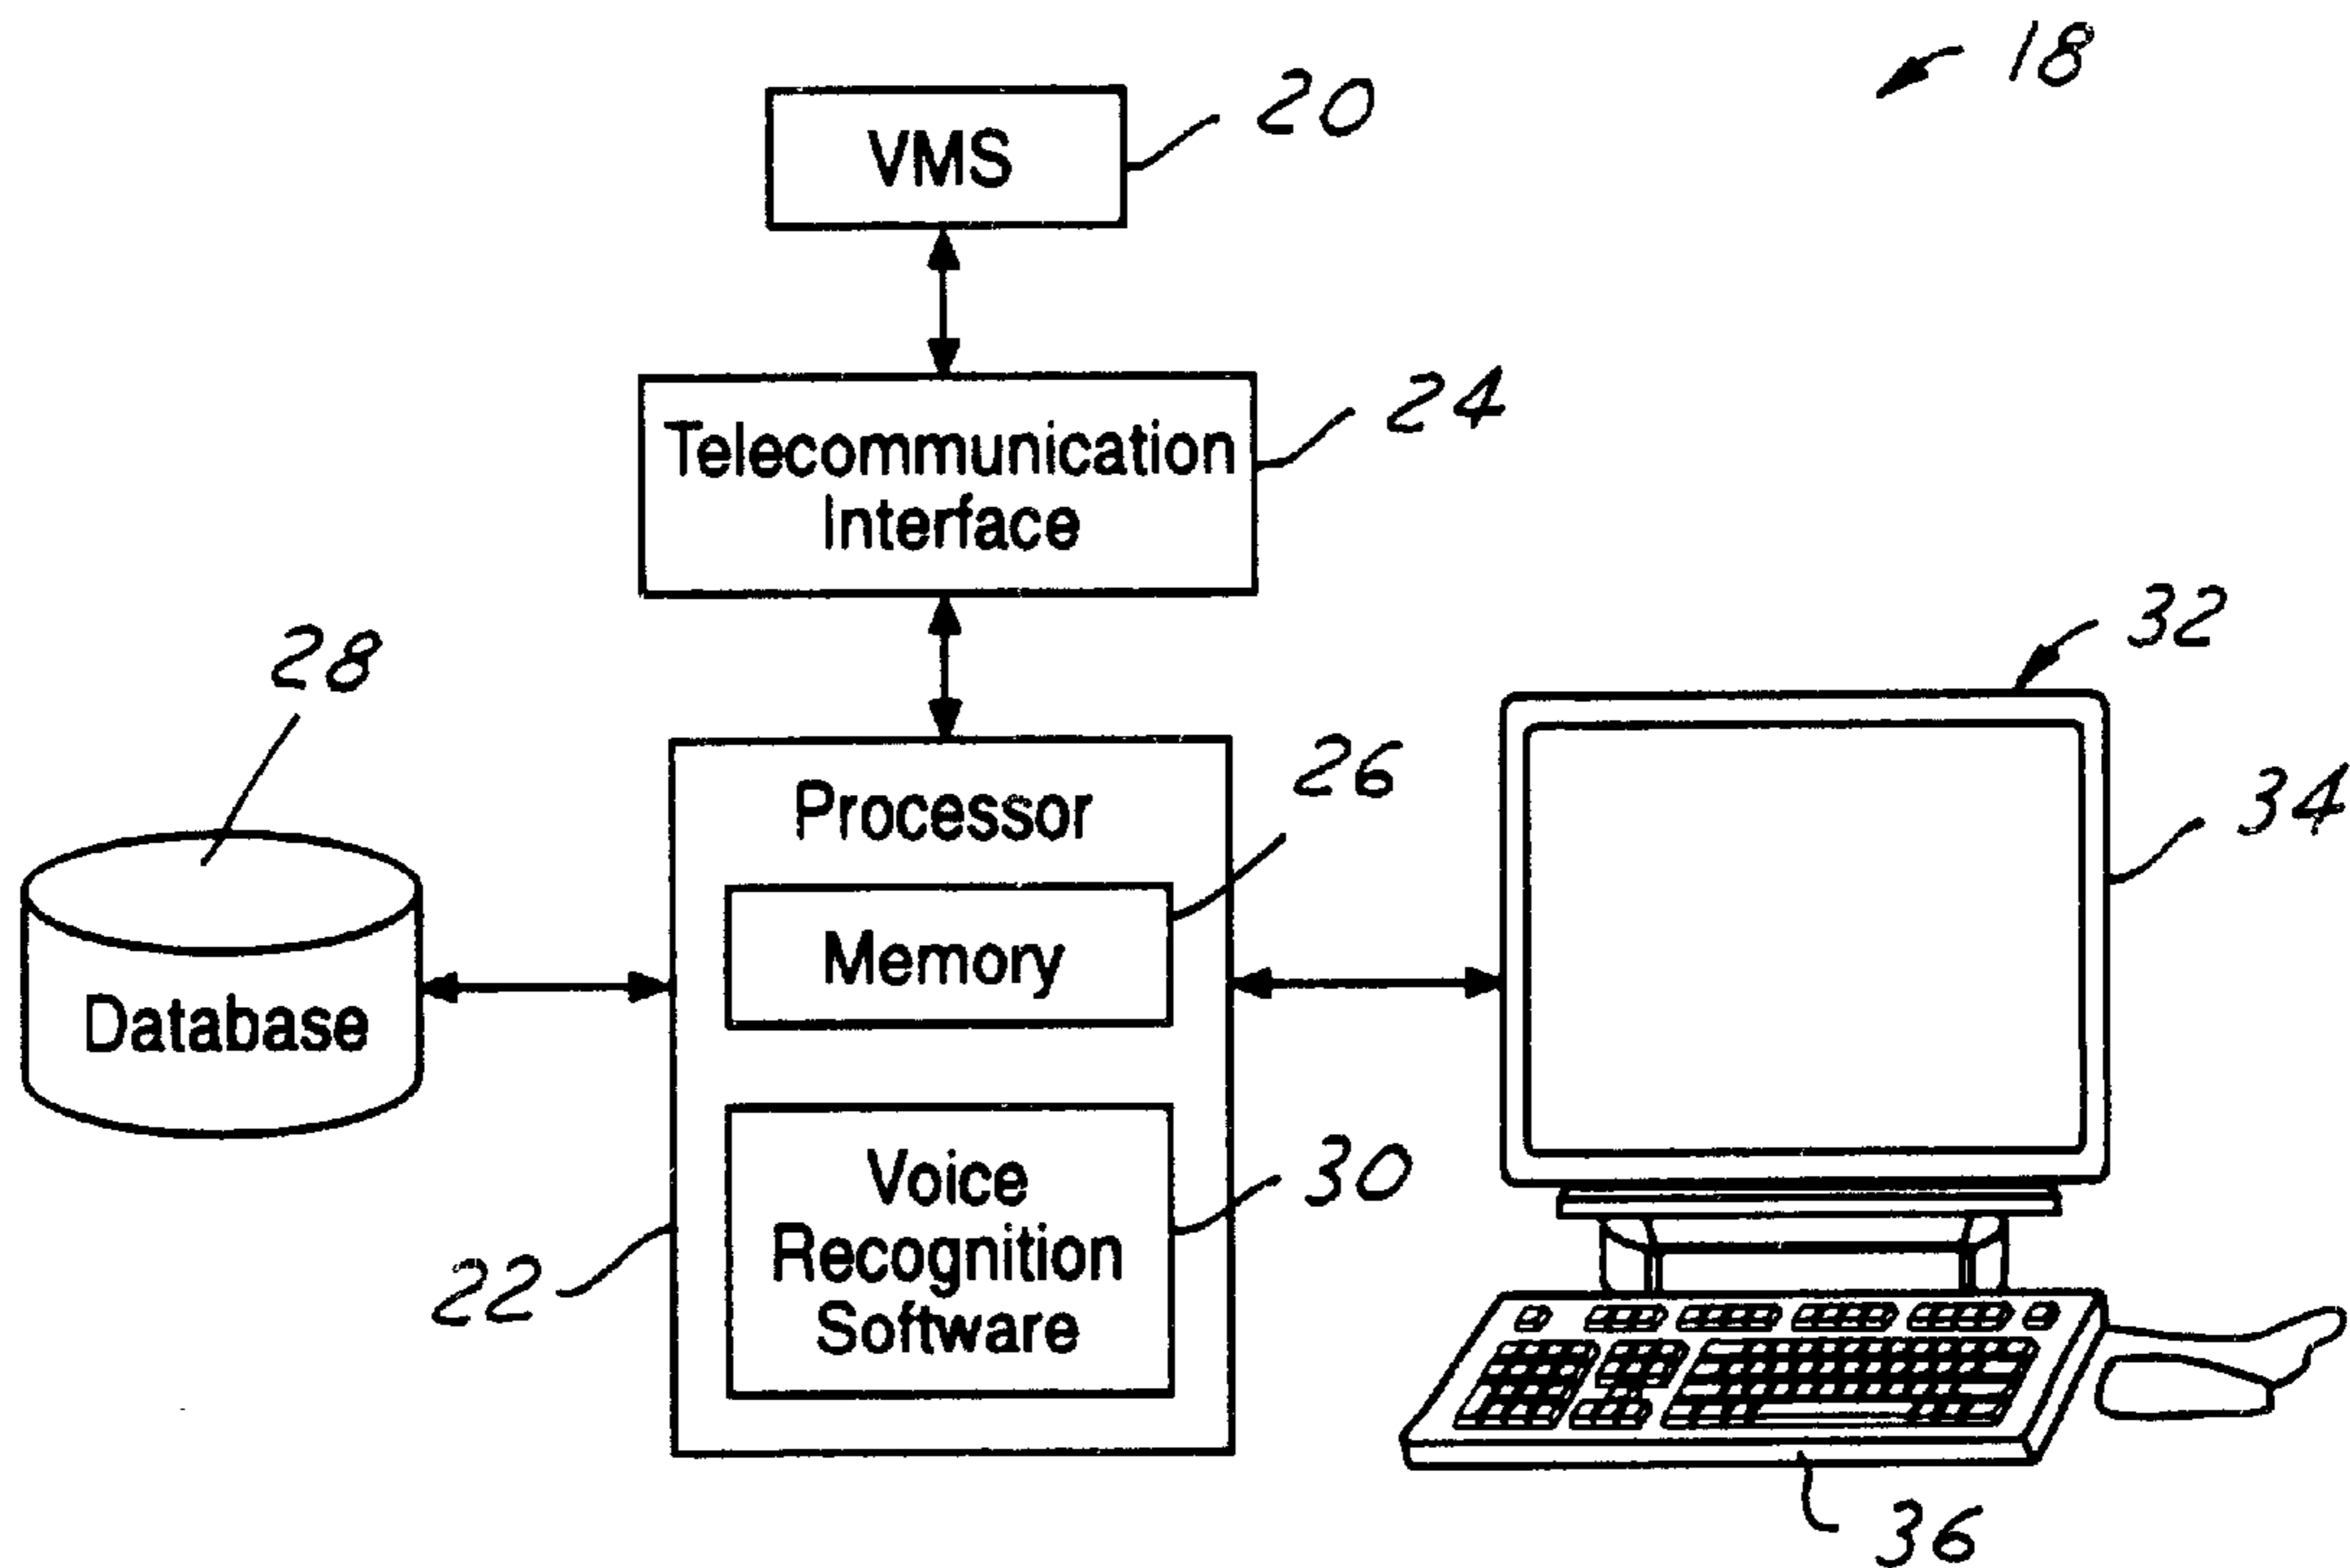 18
20
VMS
24
Telecommunication
Interface
28
32
26
34
Processor
Memory
Database
30
Voice
Recognition
Software
22
36